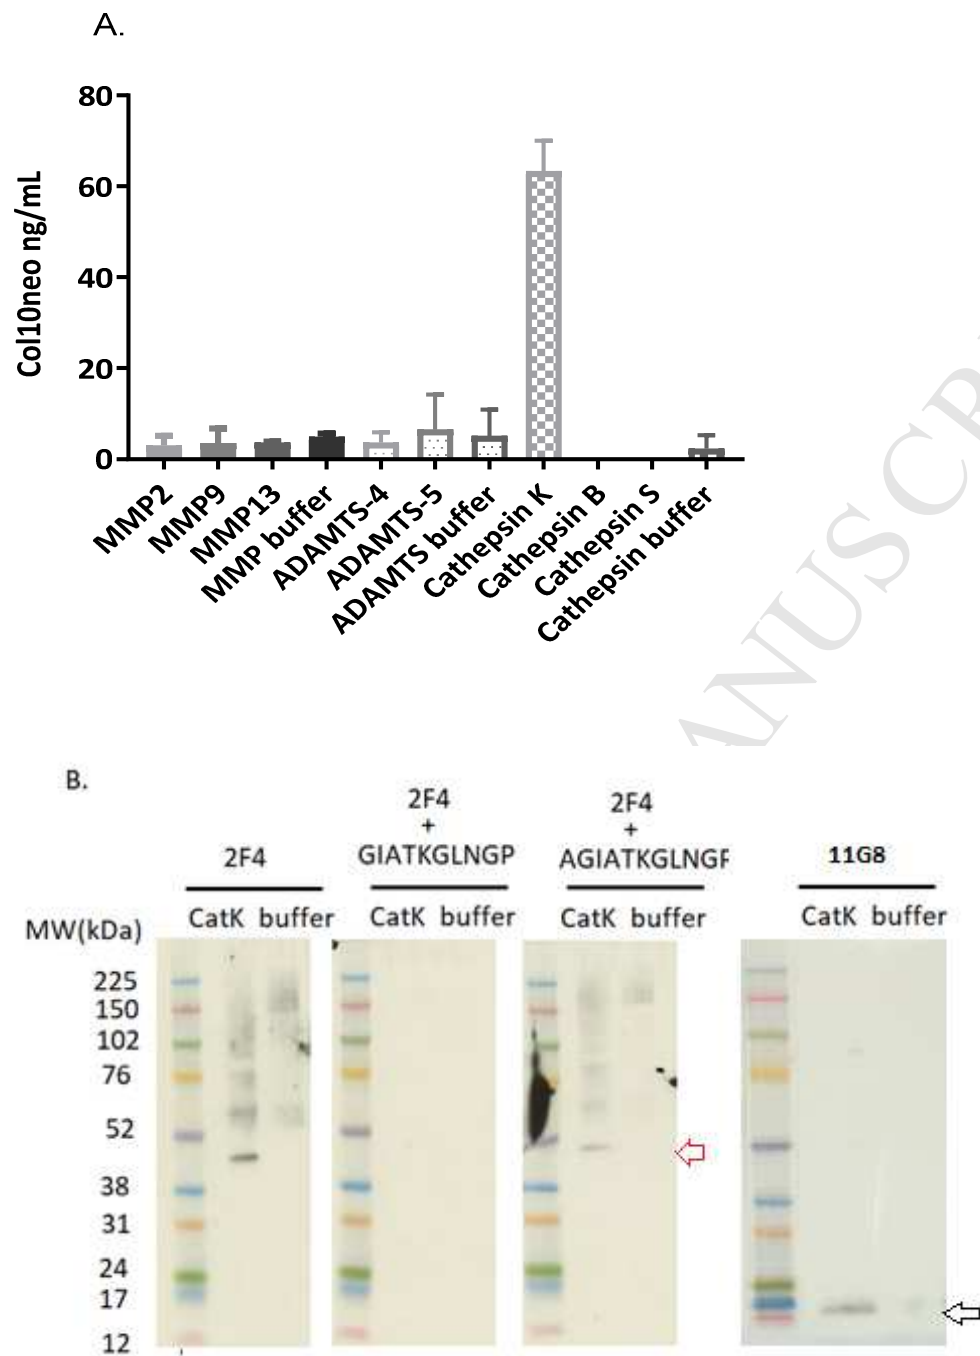 A.
80
60
40
20
0
Col10neo ng/mL
MMP2
MMP9
MMP13
MMP buffer
ADAMTS-4
ADAMTS-5
ADAMTS buffer
Cathepsin K
Cathepsin B
Cathepsin S
Cathepsin buffer
ANUSCR
B.
2F4
2F4
+
GIATKGLNGP
2F4
+
AGIATKGLNGF
11G8
CatK buffer
CatK buffer
CatK buffer
CatK buffer
MW(kDa)
225
150
102
76
52
38
31
24
17
12